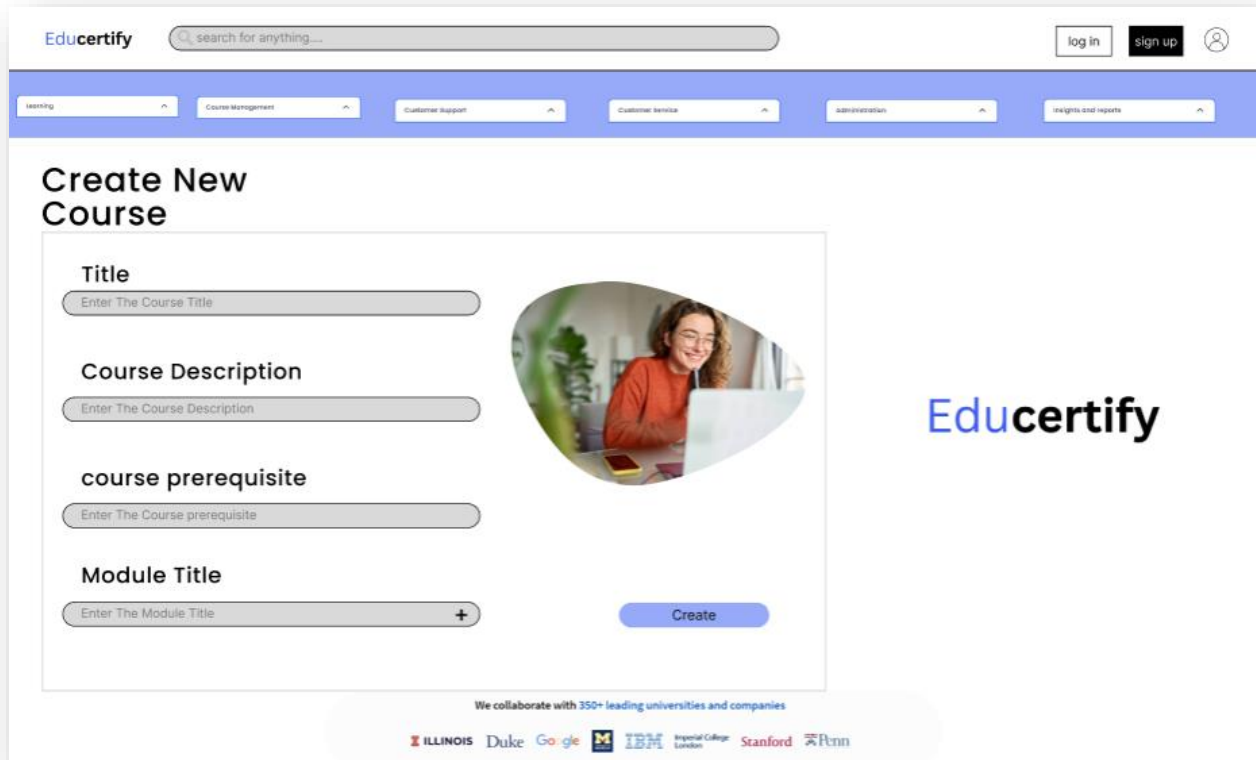 Educertify
search for anything....
log in
sign up
learning
Course Management
Customer Support
Customer Service
administration
Insights and reports
Create New
Course
Title
Enter The Course Title
Course Description
Enter The Course Description
course prerequisite
Enter The Course prerequisite
Module Title
Enter The Module Title +
Create
Educertify
We collaborate with 350+ leading universities and companies
I ILLINOIS Duke Google M IBM Imperial College London Stanford Penn